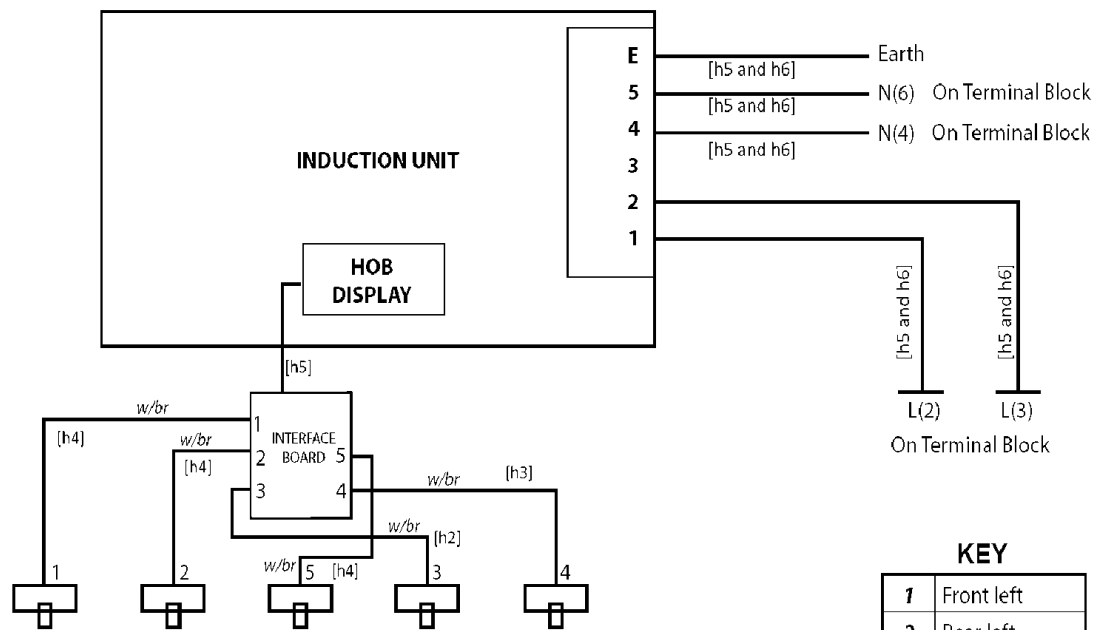 E
Earth
[h5 and h6]
5
N(6) On Terminal Block
[h5 and h6]
4
N(4) On Terminal Block
[h5 and h6]
INDUCTION UNIT
3
2
1
HOB
DISPLAY
[h5 and h6]
[h5 and h6]
[h5]
L(2)
L(3)
On Terminal Block
w/br
[h4]
w/br
[h4]
1
INTERFACE
BOARD
2
5
3
4
w/br
[h3]
w/br
[h2]
w/br
[h4]
1
2
5
3
4
KEY
1 Front left
2 Rear left